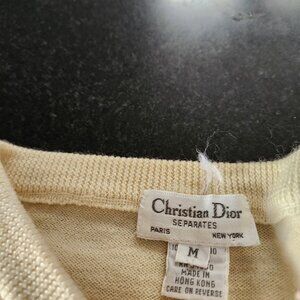 Christian Dior
SEPARATES
PARIS NEW YORK
M
MADE IN
HONG KONG
CARE ON REVERSE